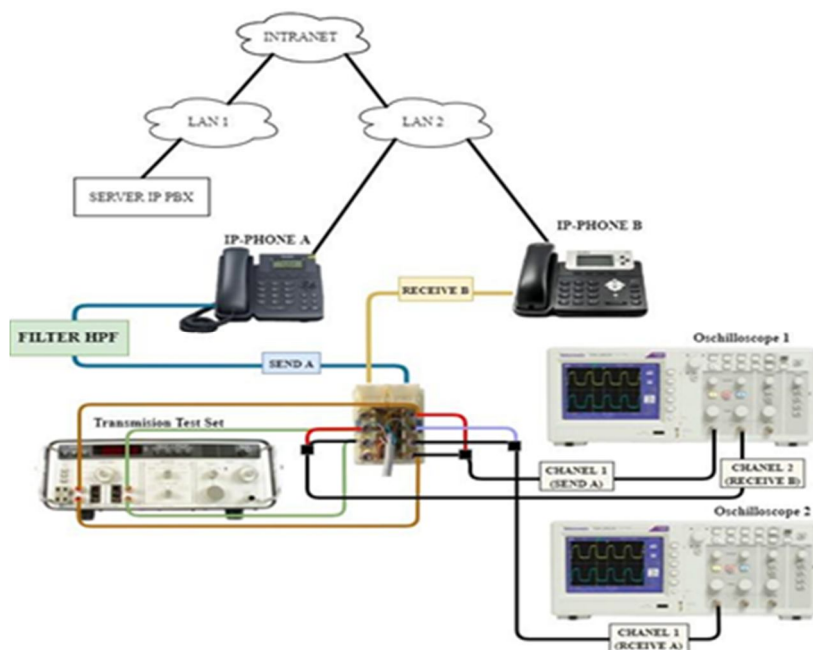 INTRANET
LAN 1
LAN 2
SERVER IP PBX
IP-PHONE A
IP-PHONE B
RECEIVE B
FILTER HPF
SEND A
Oschilloscope 1
Transmision Test Set
CHANEL 1
(SEND A)
CHANEL 2
(RECEIVE B)
Oschilloscope 2
CHANEL 1
(RCEIVE A)